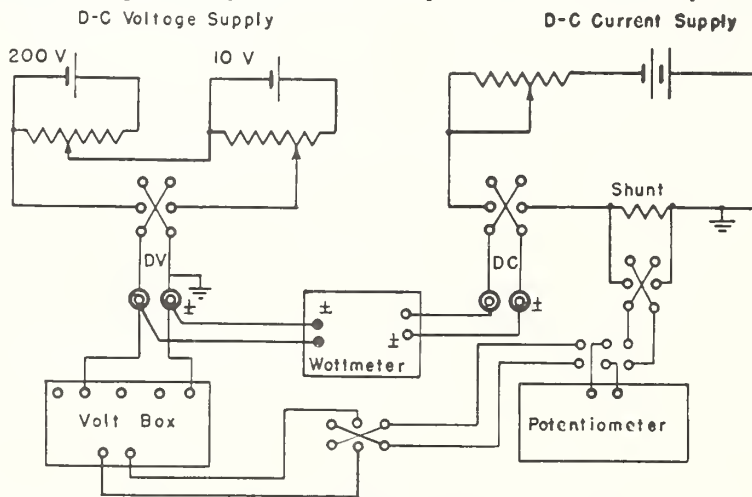 D-C Voltage Supply
D-C Current Supply
200 V
10 V
Shunt
DV
DC
±
±
±
±
Wattmeter
Volt Box
Potentiometer